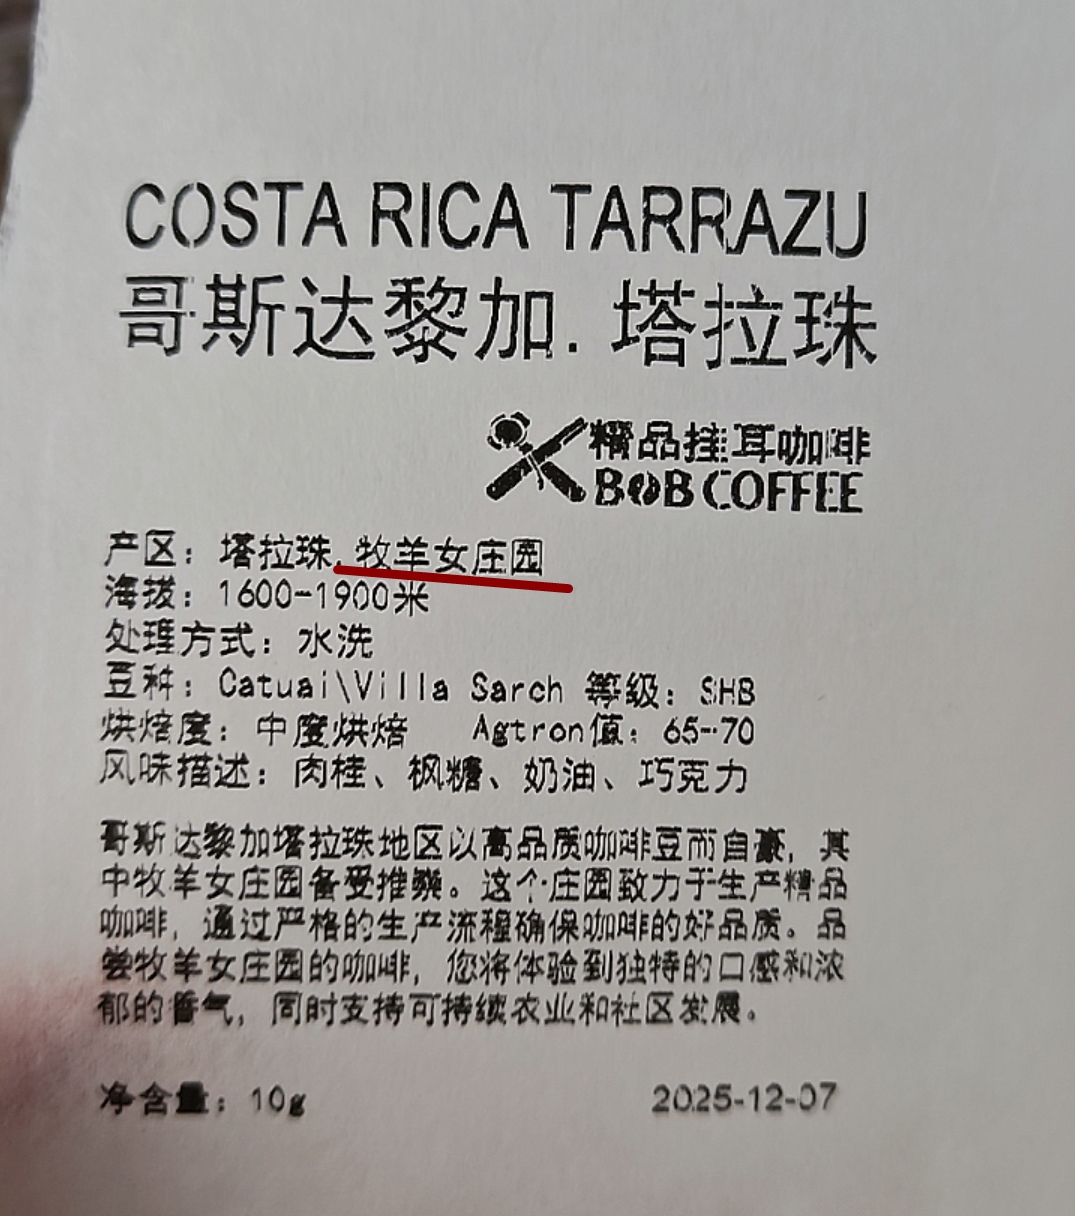 COSTA RICA TARRAZU
哥斯达黎加.塔拉珠
精品挂耳咖啡
BOB COFFEE
产区：塔拉珠.牧羊女庄园
海拔：1600-1900米
处理方式：水洗
豆种：Catuai\Villa Sarch 等级：SHB
烘焙度：中度烘焙 Agtron值：65-70
风味描述：肉桂、枫糖、奶油、巧克力
哥斯达黎加塔拉珠地区以高品质咖啡豆而自豪，其
中牧羊女庄园备受推崇。这个庄园致力于生产精品
咖啡，通过严格的生产流程确保咖啡的好品质。品
尝牧羊女庄园的咖啡，您将体验到独特的口感和浓
郁的香气，同时支持可持续农业和社区发展。
净含量：10g 2025-12-07